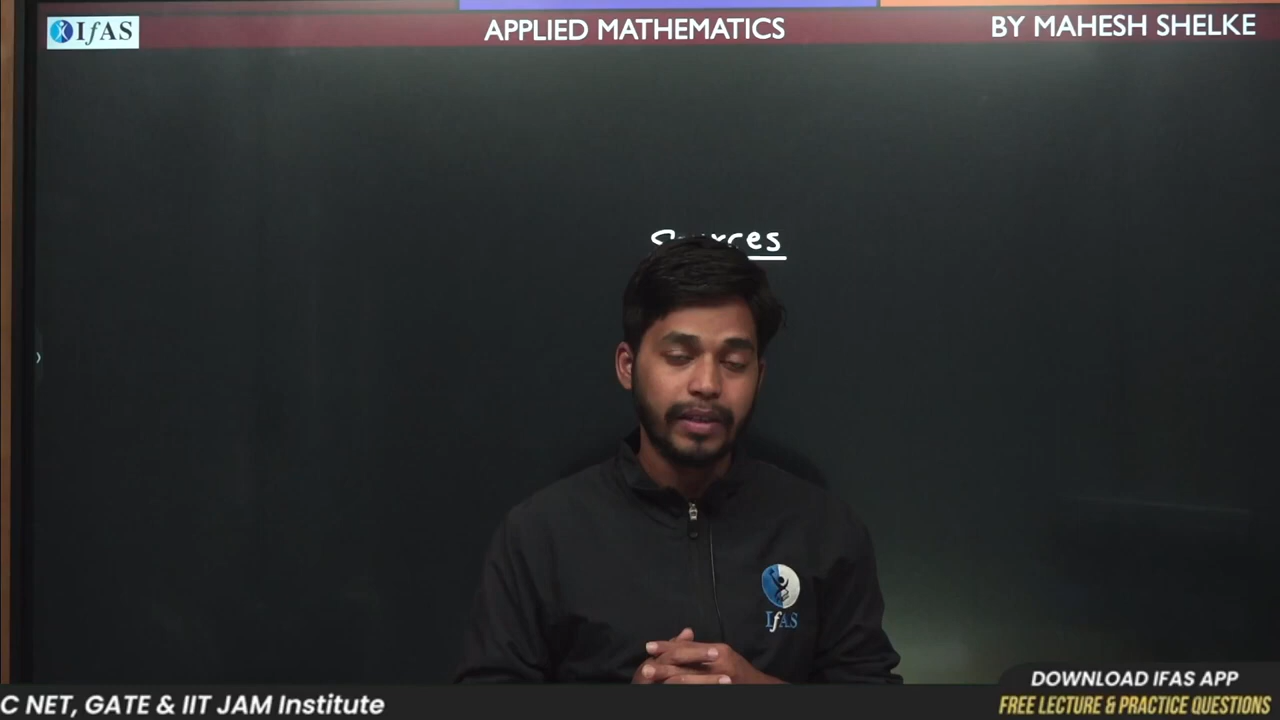 IfAS
APPLIED MATHEMATICS
BY MAHESH SHELKE
IfAS
DOWNLOAD IFAS APP
C NET, GATE & IIT JAM Institute
FREE LECTURE & PRACTICE QUESTIONS